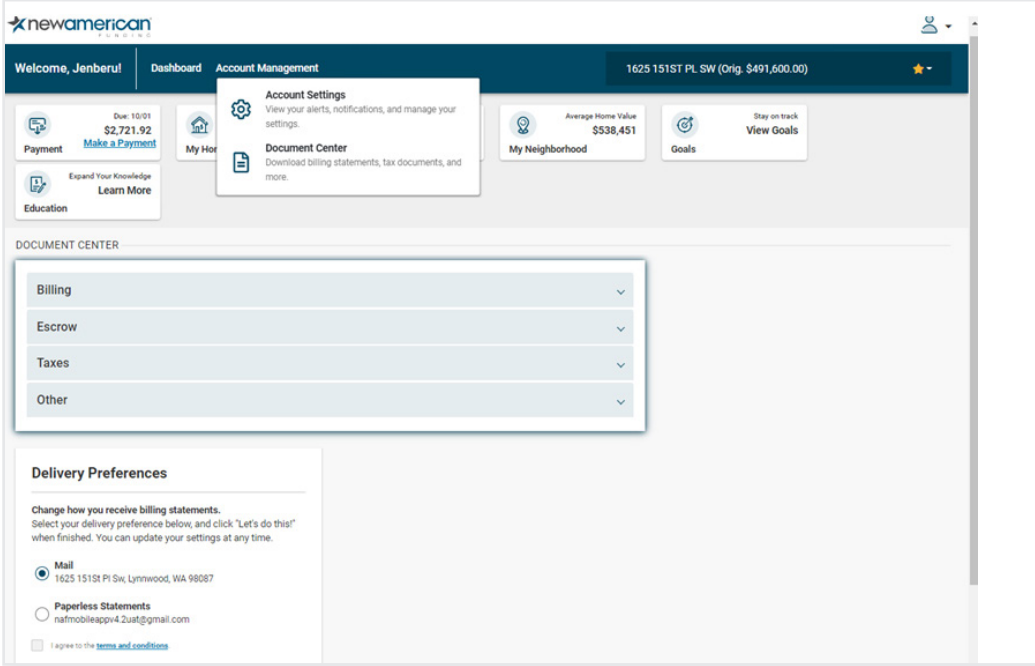 newamerican
FUNDING
Welcome, Jenberu!
Dashboard
Account Management
1625 151ST PL SW (Orig. $491,600.00)
Account Settings
View your alerts, notifications, and manage your
settings.
Document Center
Download billing statements, tax documents, and
more.
Due: 10/01
$2,721.92
Make a Payment
Payment
My Hor
Average Home Value
$538,451
My Neighborhood
Stay on track
View Goals
Goals
Expand Your Knowledge
Learn More
Education
DOCUMENT CENTER
Billing
Escrow
Taxes
Other
Delivery Preferences
Change how you receive billing statements.
Select your delivery preference below, and click "Let's do this!"
when finished. You can update your settings at any time.
Mail
1625 151St Pl Sw, Lynnwood, WA 98087
Paperless Statements
nafmobileappv4.2uat@gmail.com
I agree to the terms and conditions